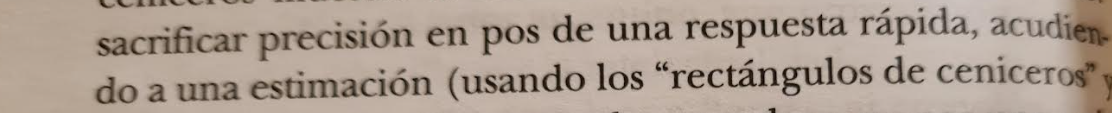 sacrificar precisión en pos de una respuesta rápida, acudien-
do a una estimación (usando los “rectángulos de ceniceros” y